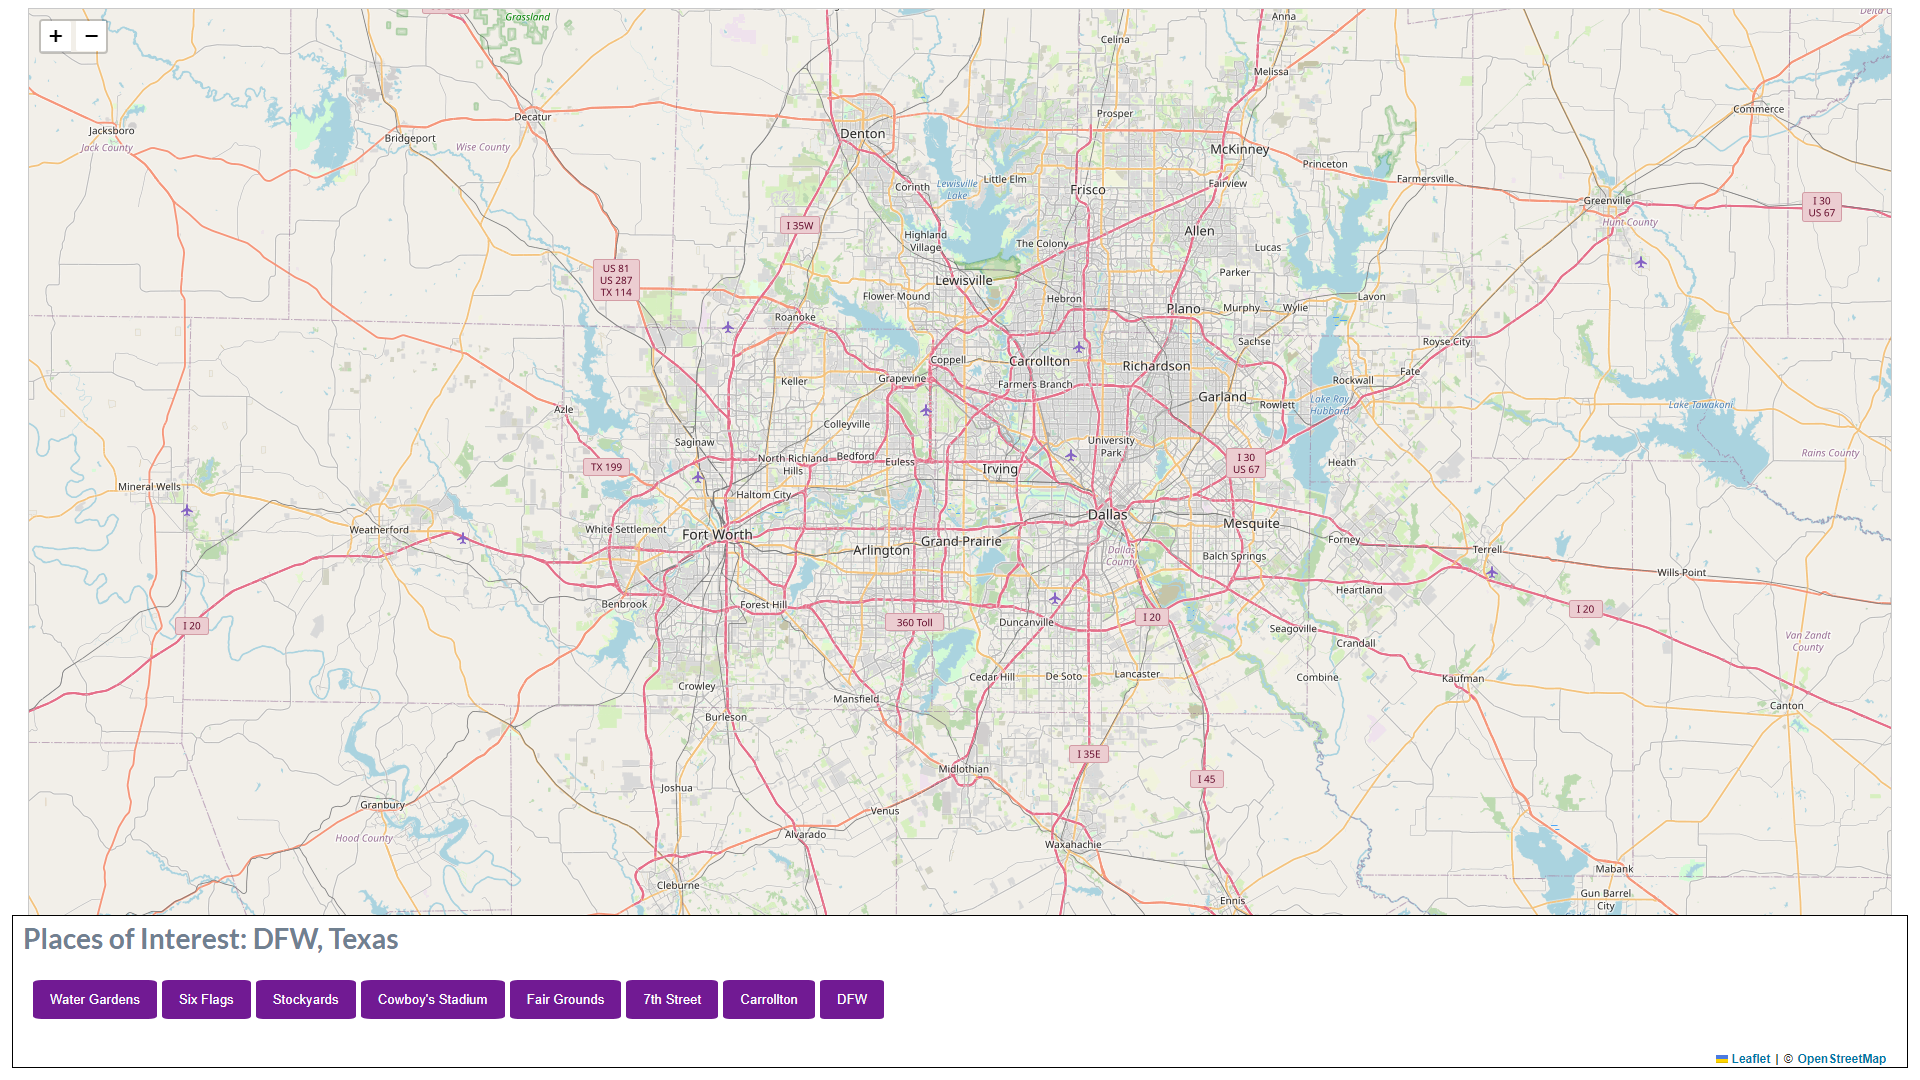 +
−
Grassland
Anna
Celina
Melissa
Commerce
Decatur
Prosper
Jacksboro
Denton
Bridgeport
Jack County
Wise County
McKinney
Princeton
Farmersville
Little Elm
Fairview
Corinth
Lewisville
Lake
Frisco
Greenville
I 30
US 67
Hunt County
I 35W
Allen
Highland
Village
The Colony
Lucas
Parker
US 81
US 287
TX 114
Lewisville
Flower Mound
Hebron
Lavon
Plano
Murphy
Wylie
Roanoke
Sachse
Royse City
Coppell
Carrollton
Richardson
Grapevine
Keller
Farmers Branch
Rockwall
Fate
Garland
Rowlett
Lake Ray
Hubbard
Lake Tawakoni
Azle
Colleyville
Saginaw
University
Park
North Richland
Hills
Bedford
Euless
Irving
TX 199
I 30
US 67
Heath
Rains County
Mineral Wells
Haltom City
Dallas
Weatherford
White Settlement
Fort Worth
Mesquite
Grand Prairie
Arlington
Forney
Terrell
Dallas
County
Balch Springs
Wills Point
Heartland
Benbrook
Forest Hill
I 20
I 20
I 20
360 Toll
Duncanville
Seagoville
Crandall
Van Zandt
County
Combine
Kaufman
Cedar Hill
De Soto
Lancaster
Crowley
Mansfield
Canton
Burleson
I 35E
Midlothian
I 45
Joshua
Granbury
Venus
Hood County
Alvarado
Waxahachie
Mabank
Cleburne
Gun Barrel
City
Ennis
Places of Interest: DFW, Texas
Water Gardens Six Flags Stockyards Cowboy's Stadium Fair Grounds 7th Street Carrollton DFW
Leaflet | © OpenStreetMap